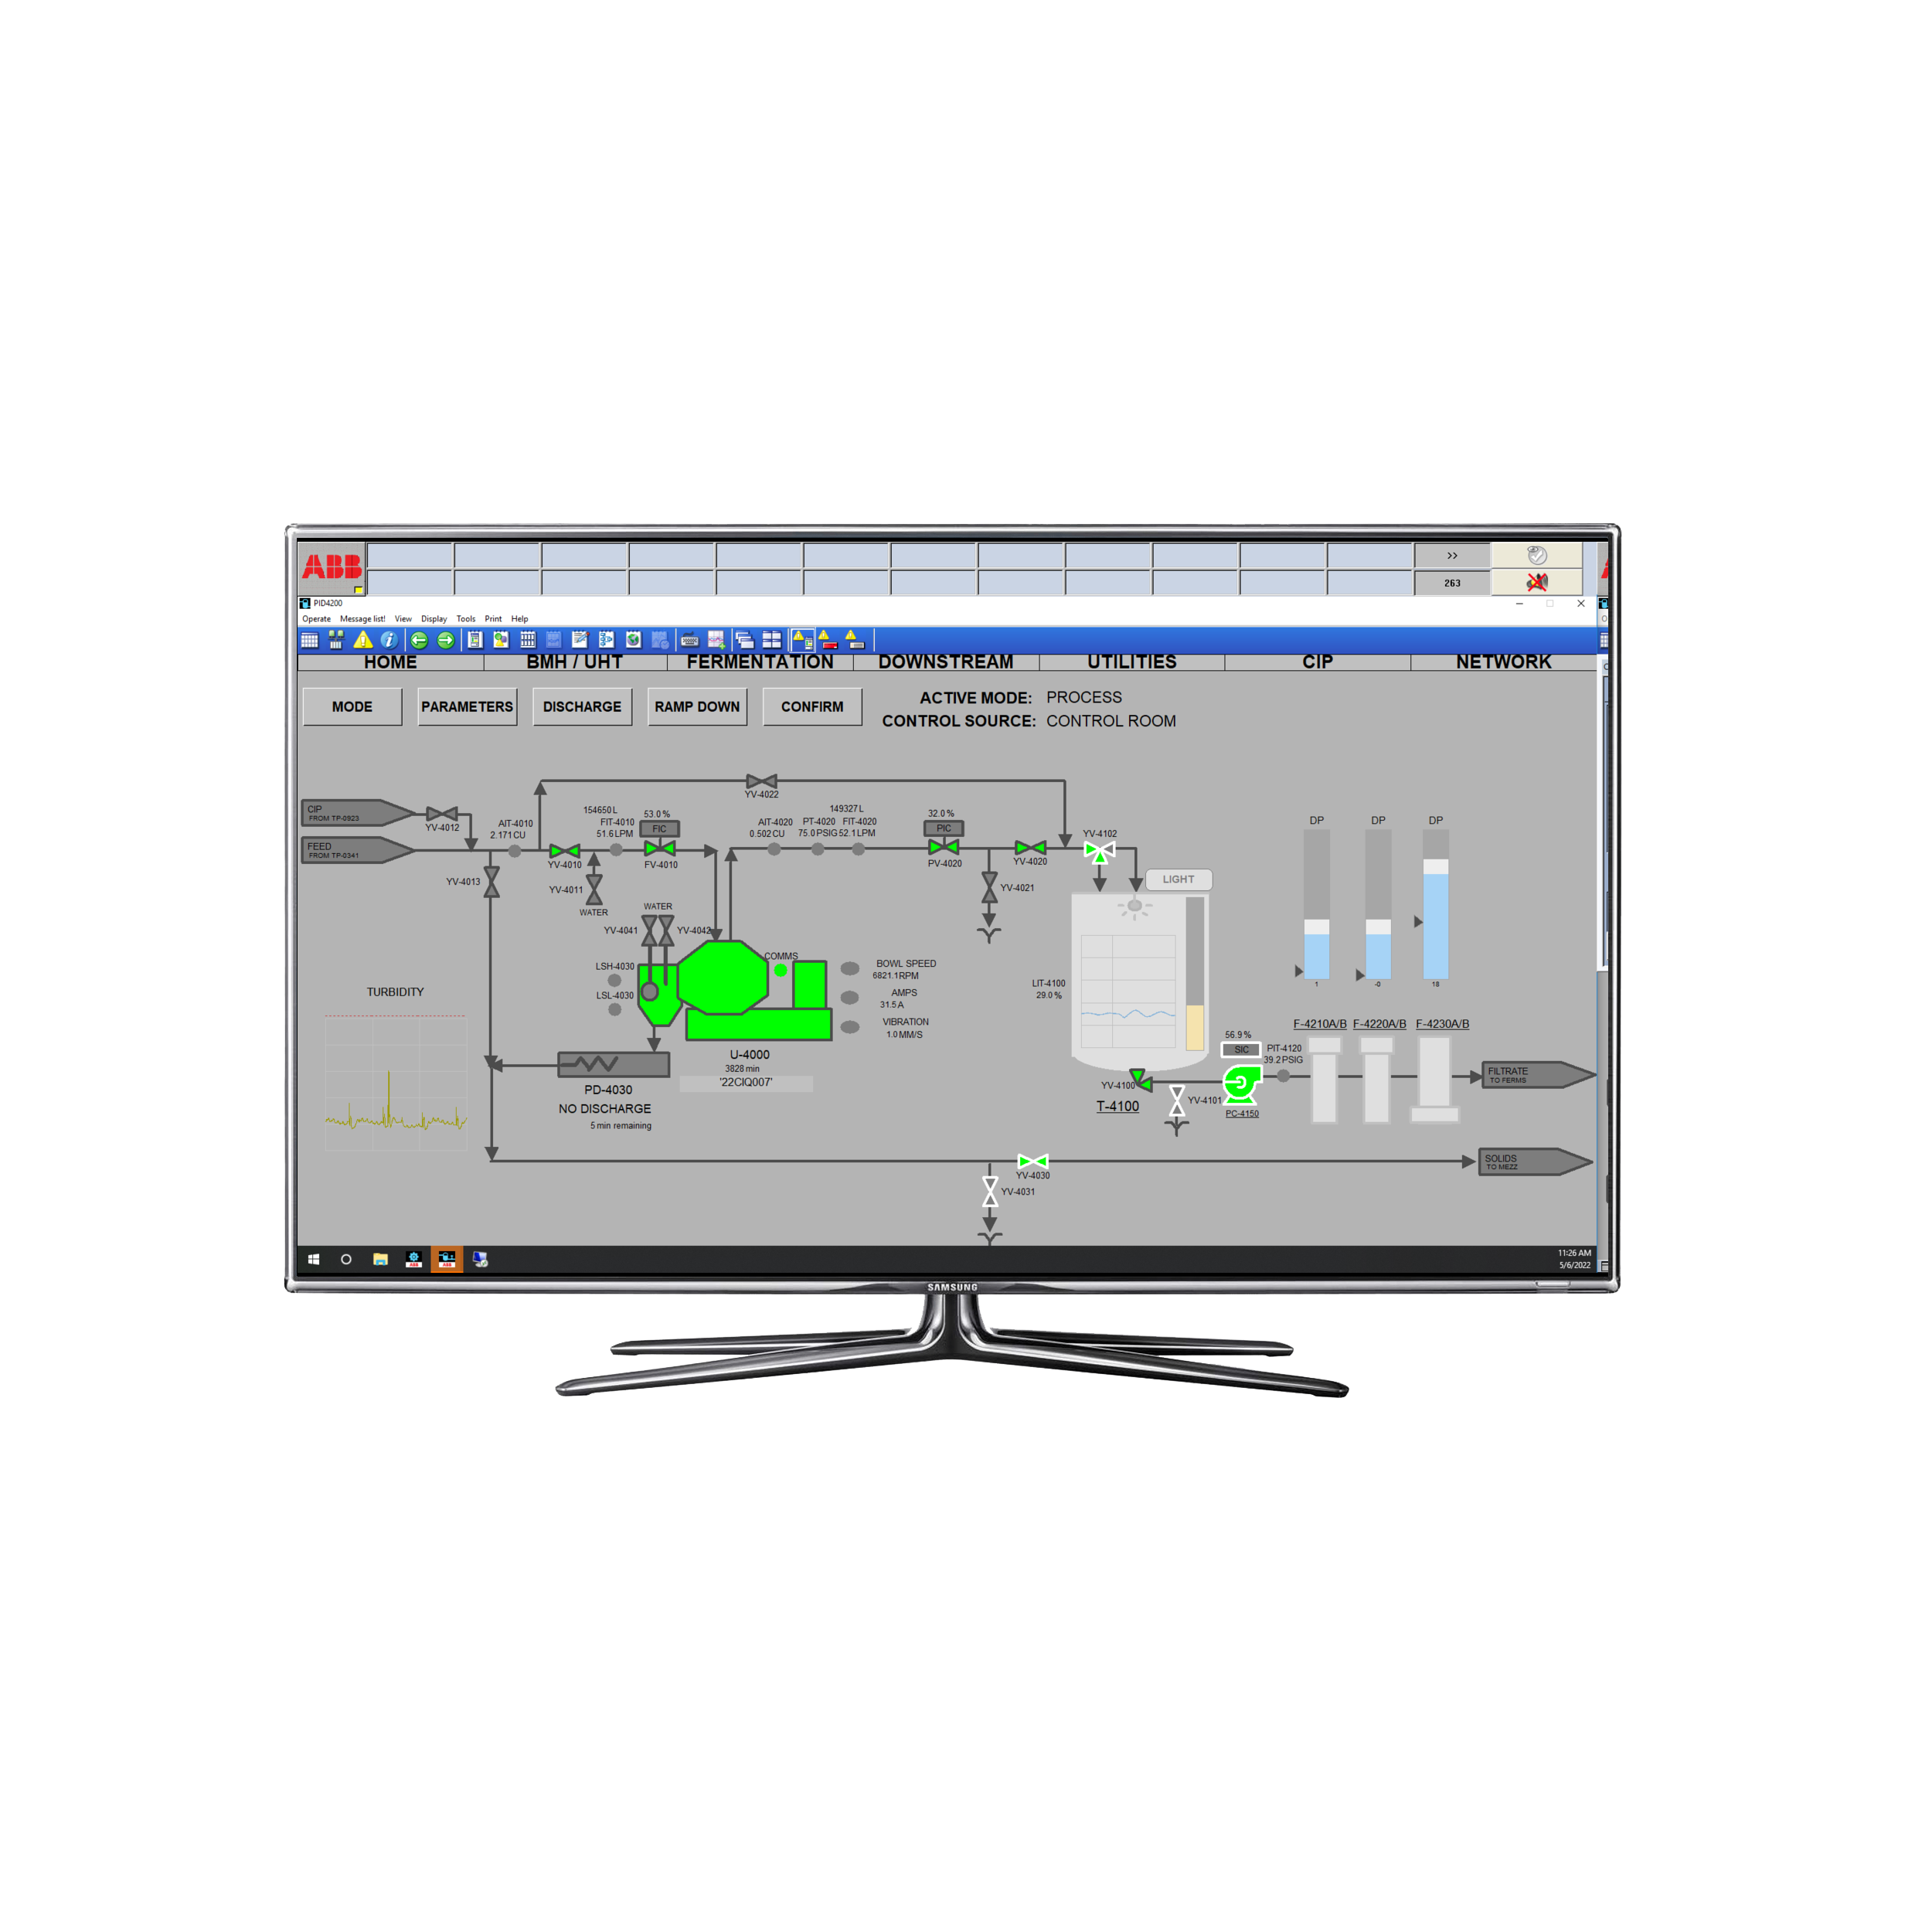 ABB
>>
263
PID4200
Operate Message list! View Display Tools Print Help
HOME BMH / UHT FERMENTATION DOWNSTREAM UTILITIES CIP NETWORK
MODE PARAMETERS DISCHARGE RAMP DOWN CONFIRM
ACTIVE MODE: PROCESS
CONTROL SOURCE: CONTROL ROOM
YV-4022
CIP
FROM TP-0823
YV-4012
FEED
FROM TP-0341
AIT-4010
2.171 CU
YV-4013
YV-4010
154650 L
FIT-4010
51.6 LPM
53.0 %
FIC
FV-4010
YV-4011
WATER
WATER
YV-4041 YV-4042
149327 L
AIT-4020 PT-4020 FIT-4020
0.502 CU 75.0 PSIG 52.1 LPM
32.0 %
PIC
PV-4020
YV-4020
YV-4021
YV-4102
LIGHT
DP DP DP
1 -0 18
LSH-4030
LSL-4030
COMMS
BOWL SPEED
6821.1 RPM
AMPS
31.5 A
VIBRATION
1.0 MM/S
LIT-4100
29.0 %
TURBIDITY
U-4000
3828 min
'22CIQ007'
PD-4030
NO DISCHARGE
5 min remaining
YV-4100
T-4100
YV-4101
56.9 %
SIC
PC-4150
PIT-4120
39.2 PSIG
F-4210A/B F-4220A/B F-4230A/B
FILTRATE
TO FERMS
SOLIDS
TO MEZZ
YV-4030
YV-4031
ABB
ABB
11:26 AM
5/6/2022
SAMSUNG